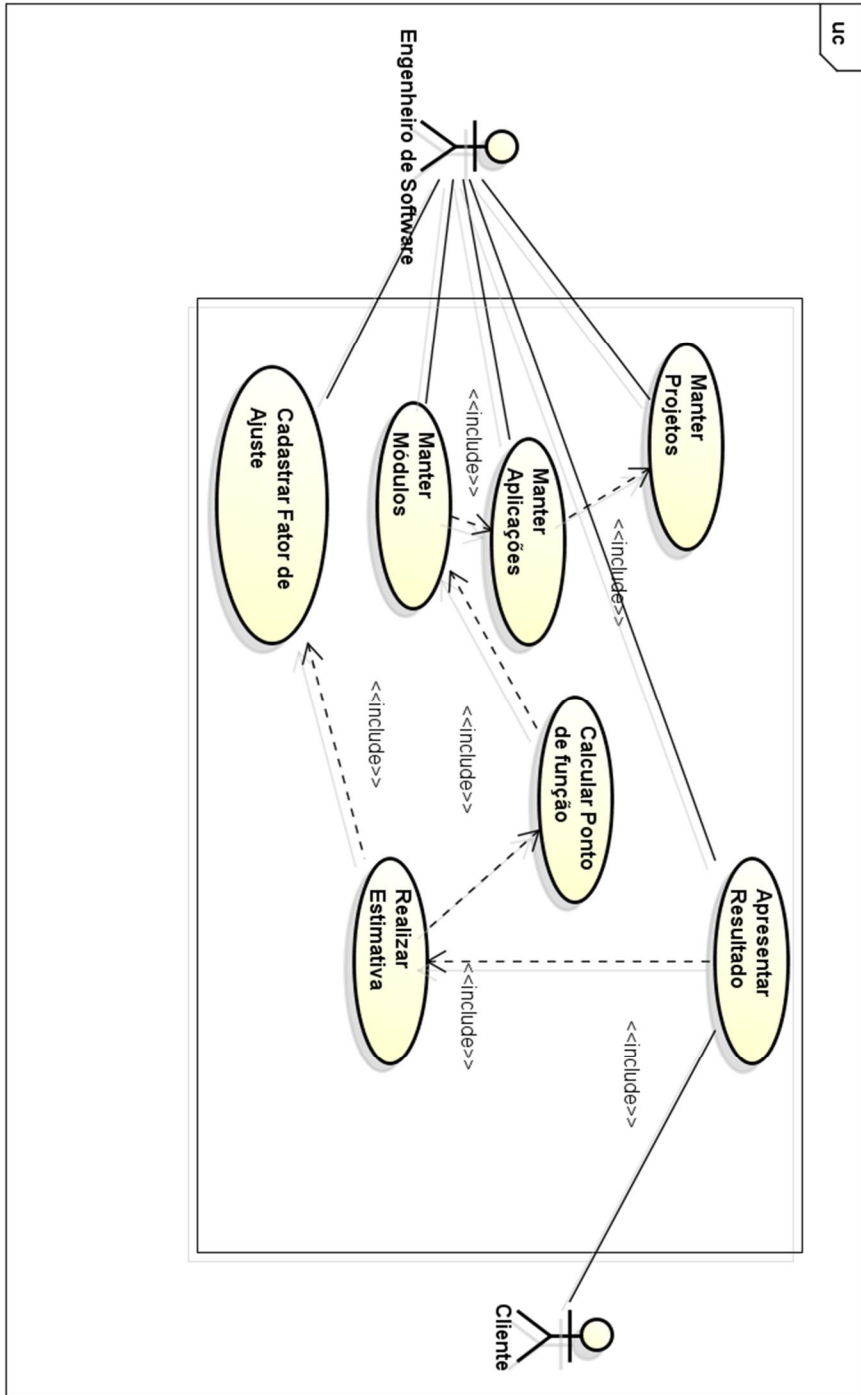 uc
Engenheiro de Software
Manter
Projetos
<<include>>
Manter
Aplicações
<<include>>
Manter
Módulos
Cadastrar Fator de
Ajuste
Calcular Ponto
de função
<<include>>
<<include>>
Apresentar
Resultado
<<include>>
<<include>>
Realizar
Estimativa
Cliente